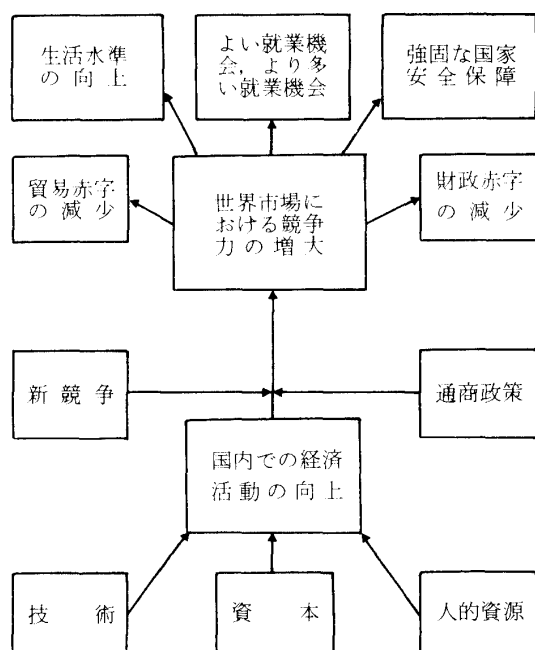 生活水準
の向上
よい就業機
会，より多
い就業機会
強固な国家
安全保障
貿易赤字
の減少
世界市場に
おける競争
力の増大
財政赤字
の減少
新競争
通商政策
国内での経済
活動の向上
技術
資本
人的資源